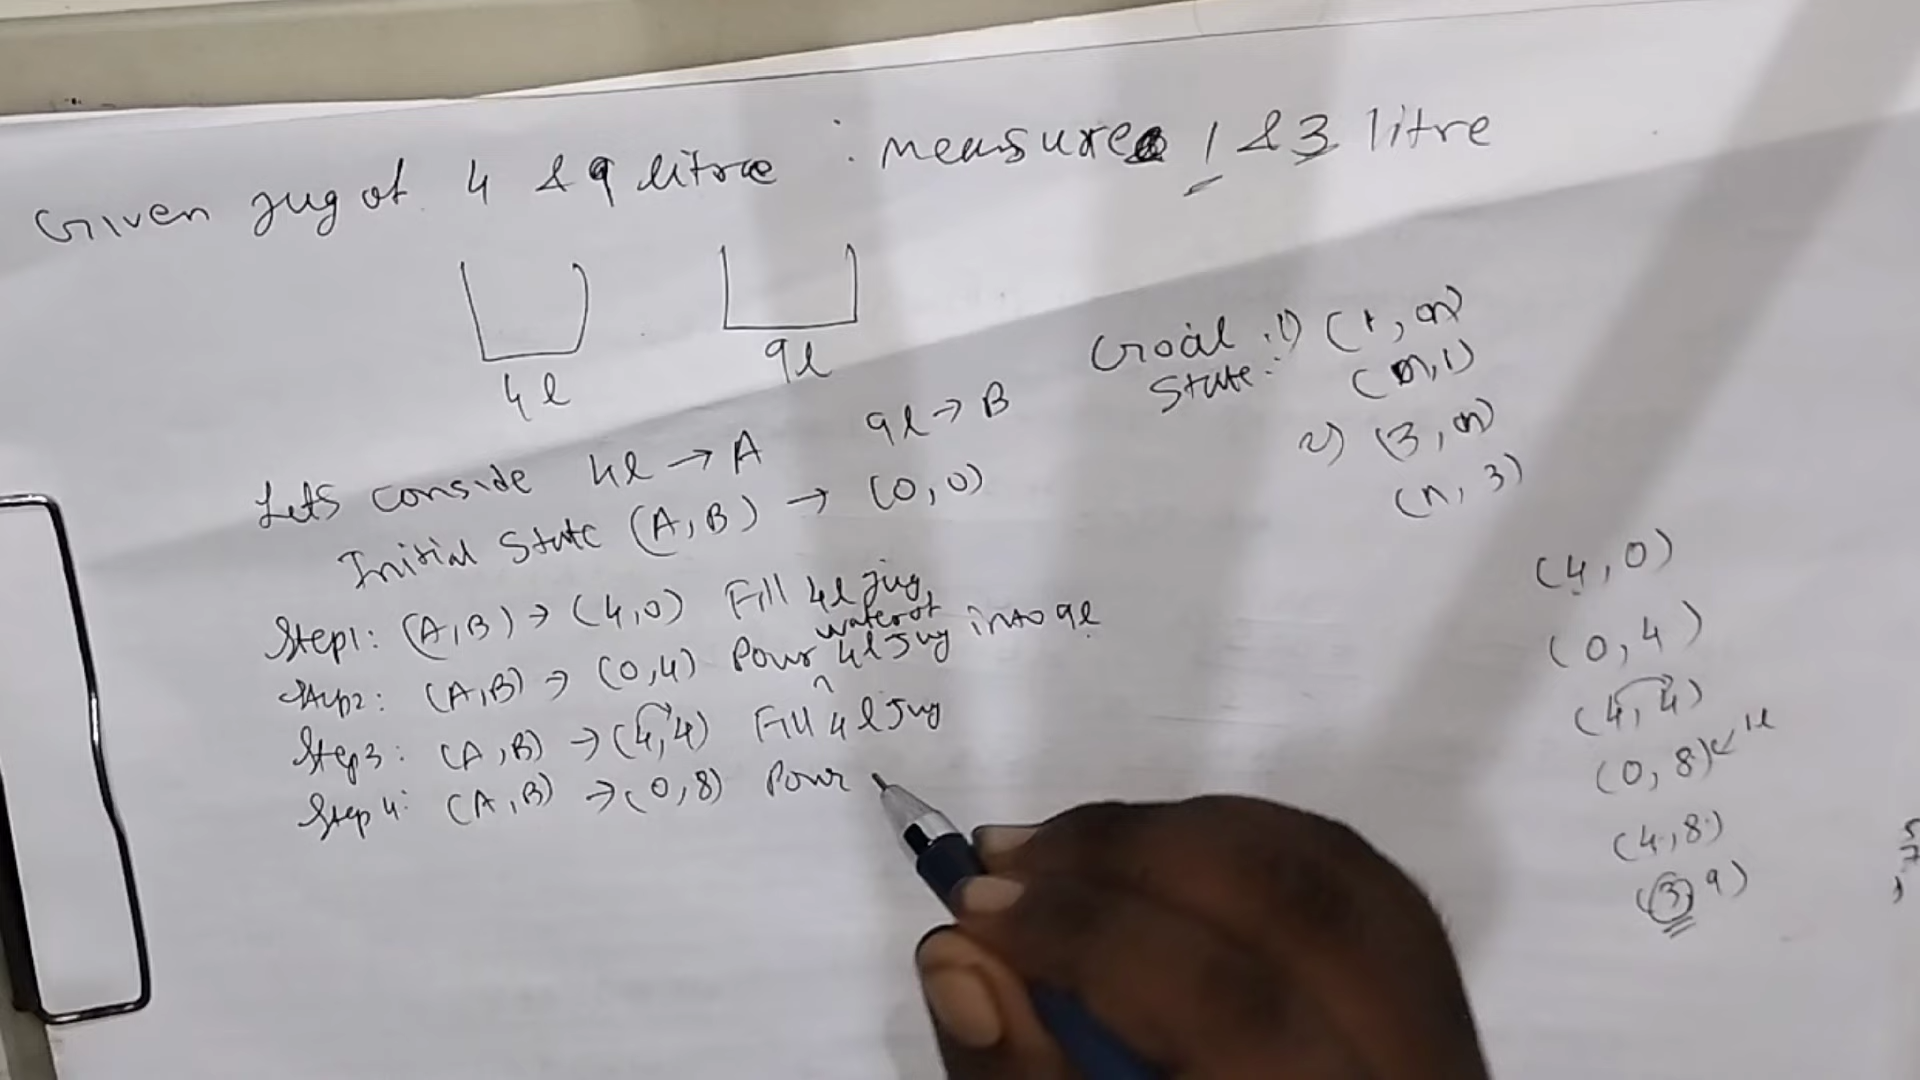 Given jug of 4 & 9 litre : measure 1 & 3 litre
4l 9l
Goal State: 1) (1, n)
(n, 1)
2) (3, n)
(n, 3)
Lets conside 4l → A 9l → B
Initial State (A, B) → (0, 0)
Step1: (A, B) → (4, 0) Fill 4l Jug
Step2: (A, B) → (0, 4) Pour water of 4l Jug into 9l
Step3: (A, B) → (4, 4) Fill 4l Jug
Step 4: (A, B) → (0, 8) Pour
(4, 0)
(0, 4)
(4, 4)
(0, 8) ← 1l
(4, 8)
(3, 9)